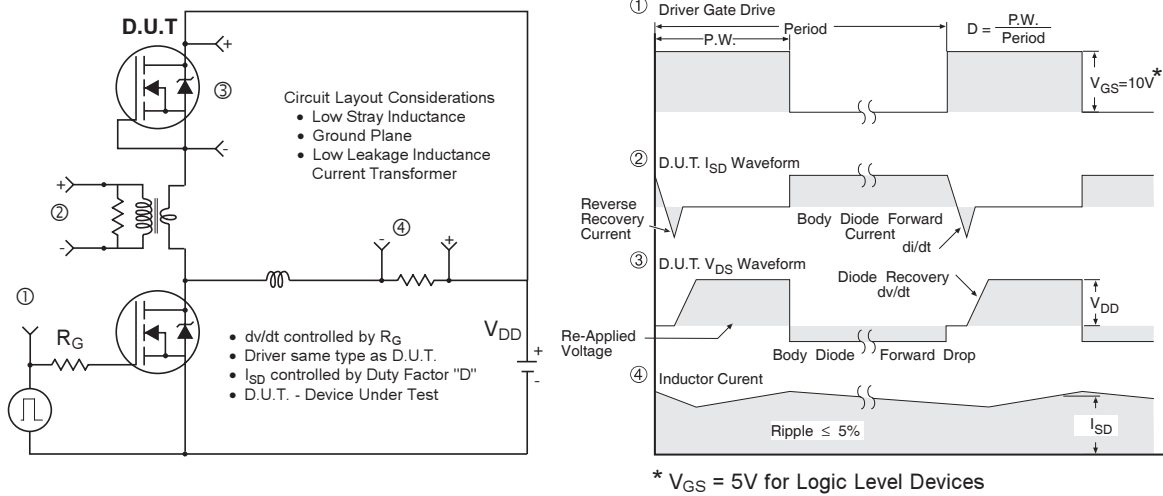 D.U.T
+
③
-
Circuit Layout Considerations
• Low Stray Inductance
• Ground Plane
• Low Leakage Inductance
Current Transformer
+
②
-
④
-
+
①
R_G
V_DD
+
-
• dv/dt controlled by R_G
• Driver same type as D.U.T.
• I_SD controlled by Duty Factor "D"
• D.U.T. - Device Under Test
① Driver Gate Drive
P.W.
Period
D = P.W.
Period
V_GS=10V*
② D.U.T. I_SD Waveform
Reverse
Recovery
Current
Body Diode Forward
Current
di/dt
③ D.U.T. V_DS Waveform
Diode Recovery
dv/dt
V_DD
Re-Applied
Voltage
Body Diode Forward Drop
④ Inductor Curent
Ripple ≤ 5%
I_SD
* V_GS = 5V for Logic Level Devices